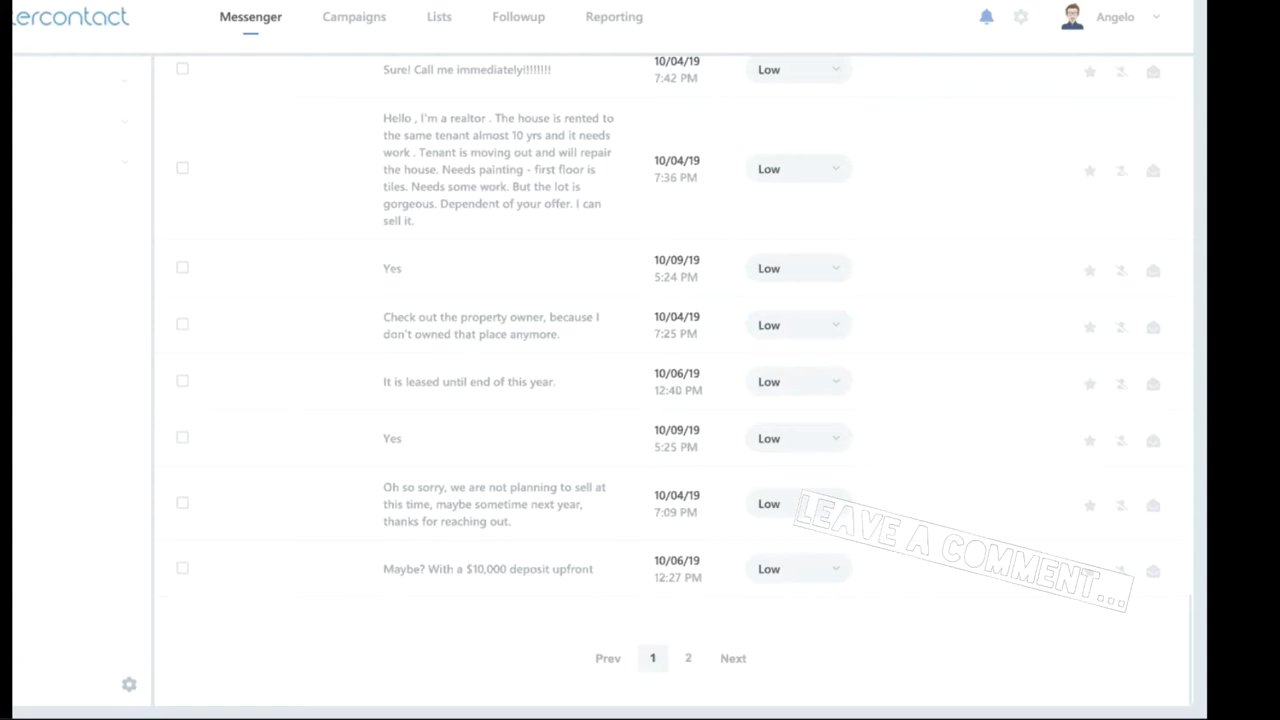 lercontact
Messenger
Campaigns
Lists
Followup
Reporting
Angelo
Sure! Call me immediately!!!!!!!!
10/04/19
7:42 PM
Low
Hello , I'm a realtor . The house is rented to
the same tenant almost 10 yrs and it needs
work . Tenant is moving out and will repair
the house. Needs painting - first floor is
tiles. Needs some work. But the lot is
gorgeous. Dependent of your offer. I can
sell it.
10/04/19
7:36 PM
Low
Yes
10/09/19
5:24 PM
Low
Check out the property owner, because I
don't owned that place anymore.
10/04/19
7:25 PM
Low
It is leased until end of this year.
10/06/19
12:40 PM
Low
Yes
10/09/19
5:25 PM
Low
Oh so sorry, we are not planning to sell at
this time, maybe sometime next year,
thanks for reaching out.
10/04/19
7:09 PM
Low
LEAVE A COMMENT...
Maybe? With a $10,000 deposit upfront
10/06/19
12:27 PM
Low
Prev
1
2
Next